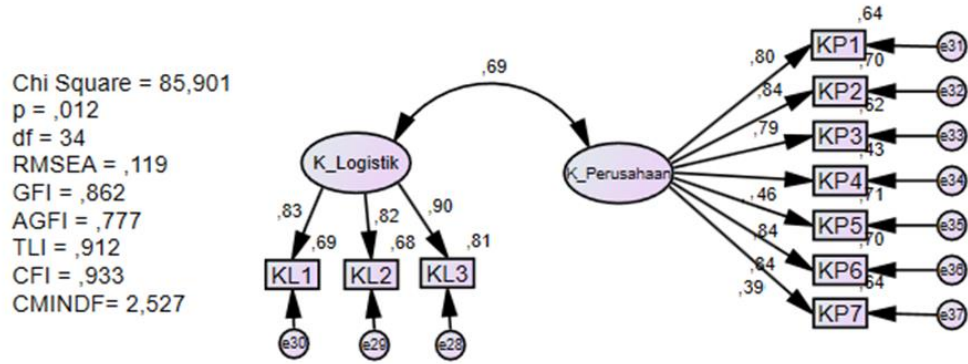 Chi Square = 85,901
p = ,012
df = 34
RMSEA = ,119
GFI = ,862
AGFI = ,777
TLI = ,912
CFI = ,933
CMINDF= 2,527
,69
K_Logistik
K_Perusahaan
,83
,82
,90
,69
,68
,81
KL1
KL2
KL3
e30
e29
e28
,80
,84
,79
,46
,84
,84
,39
,64
KP1
e31
,70
KP2
e32
,62
KP3
e33
,43
KP4
e34
,71
KP5
e35
,70
KP6
e36
,64
KP7
e37